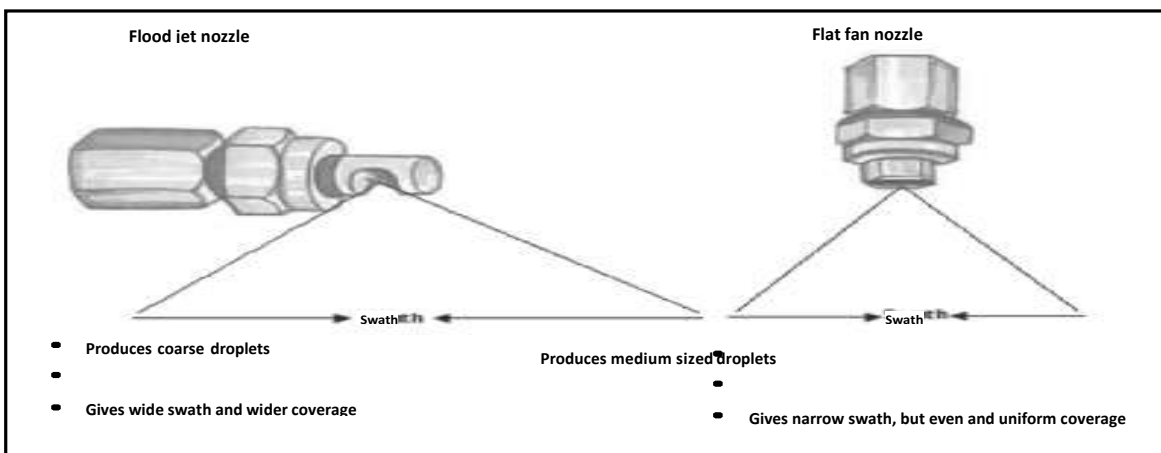 Flood jet nozzle
Flat fan nozzle
Swath
Swath
• Produces coarse droplets
•
• Gives wide swath and wider coverage
• Produces medium sized droplets
•
• Gives narrow swath, but even and uniform coverage